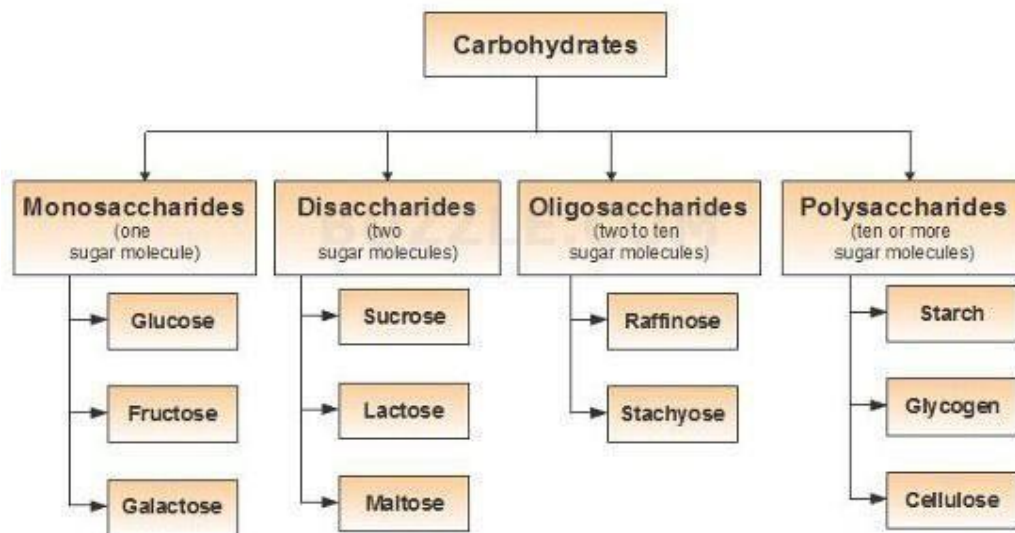 Carbohydrates
Monosaccharides
(one
sugar molecule)
Glucose
Fructose
Galactose
Disaccharides
(two
sugar molecules)
Sucrose
Lactose
Maltose
Oligosaccharides
(two to ten
sugar molecules)
Raffinose
Stachyose
Polysaccharides
(ten or more
sugar molecules)
Starch
Glycogen
Cellulose